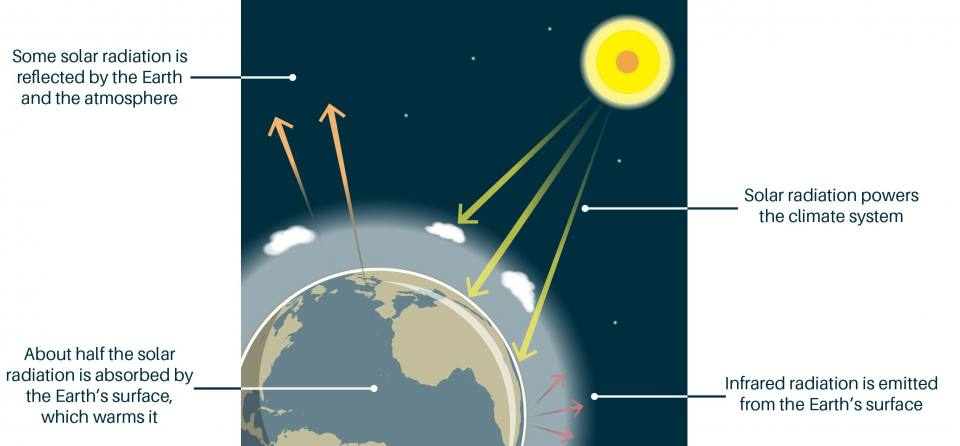 Some solar radiation is
reflected by the Earth
and the atmosphere
Solar radiation powers
the climate system
About half the solar
radiation is absorbed by
the Earth's surface,
which warms it
Infrared radiation is emitted
from the Earth's surface